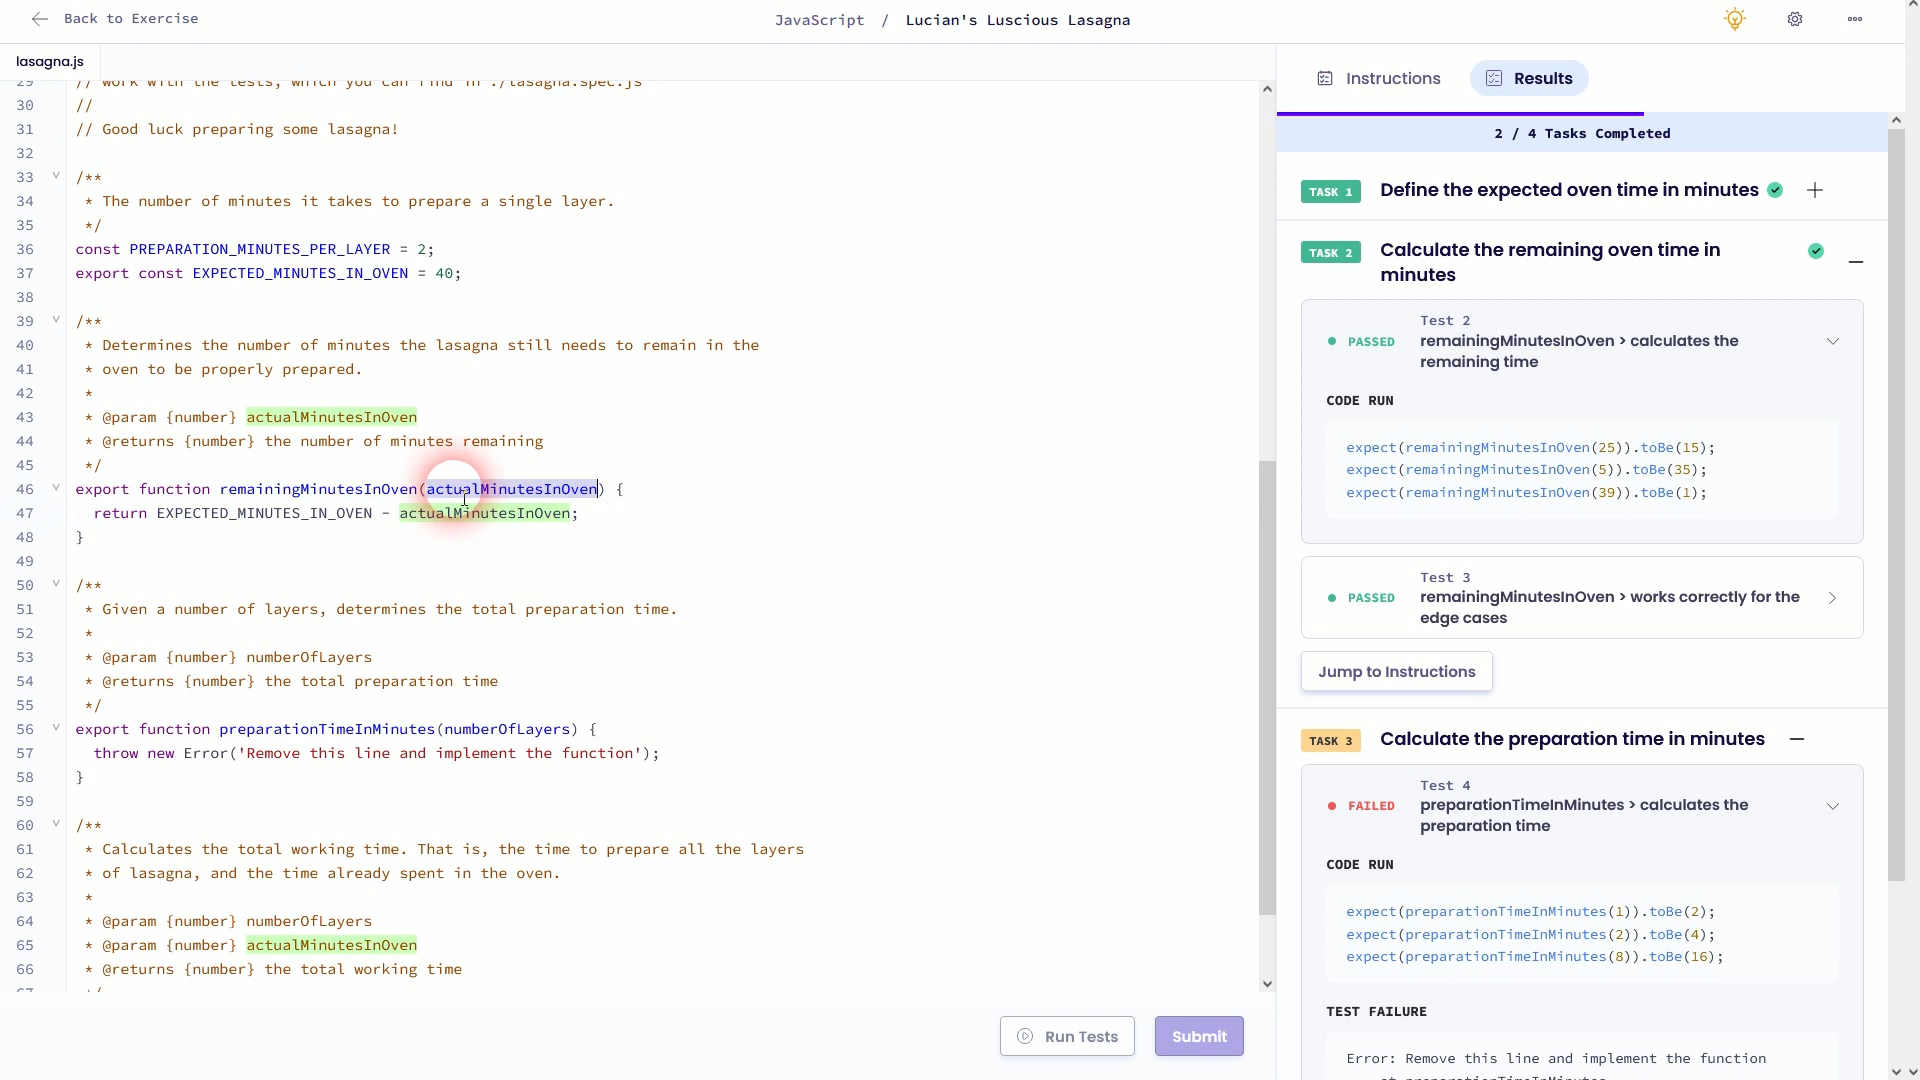 Back to Exercise
JavaScript / Lucian's Luscious Lasagna
lasagna.js
29 // work with the tests, which you can find in ./lasagna.spec.js
30 //
31 // Good luck preparing some lasagna!
32
33 /**
34 * The number of minutes it takes to prepare a single layer.
35 */
36 const PREPARATION_MINUTES_PER_LAYER = 2;
37 export const EXPECTED_MINUTES_IN_OVEN = 40;
38
39 /**
40 * Determines the number of minutes the lasagna still needs to remain in the
41 * oven to be properly prepared.
42 *
43 * @param {number} actualMinutesInOven
44 * @returns {number} the number of minutes remaining
45 */
46 export function remainingMinutesInOven(actualMinutesInOven) {
47 return EXPECTED_MINUTES_IN_OVEN - actualMinutesInOven;
48 }
49
50 /**
51 * Given a number of layers, determines the total preparation time.
52 *
53 * @param {number} numberOfLayers
54 * @returns {number} the total preparation time
55 */
56 export function preparationTimeInMinutes(numberOfLayers) {
57 throw new Error('Remove this line and implement the function');
58 }
59
60 /**
61 * Calculates the total working time. That is, the time to prepare all the layers
62 * of lasagna, and the time already spent in the oven.
63 *
64 * @param {number} numberOfLayers
65 * @param {number} actualMinutesInOven
66 * @returns {number} the total working time
67 */
Run Tests
Submit
Instructions
Results
2 / 4 Tasks Completed
TASK 1 Define the expected oven time in minutes
TASK 2 Calculate the remaining oven time in
minutes
Test 2
PASSED remainingMinutesInOven > calculates the
remaining time
CODE RUN
expect(remainingMinutesInOven(25)).toBe(15);
expect(remainingMinutesInOven(5)).toBe(35);
expect(remainingMinutesInOven(39)).toBe(1);
Test 3
PASSED remainingMinutesInOven > works correctly for the
edge cases
Jump to Instructions
TASK 3 Calculate the preparation time in minutes
Test 4
FAILED preparationTimeInMinutes > calculates the
preparation time
CODE RUN
expect(preparationTimeInMinutes(1)).toBe(2);
expect(preparationTimeInMinutes(2)).toBe(4);
expect(preparationTimeInMinutes(8)).toBe(16);
TEST FAILURE
Error: Remove this line and implement the function